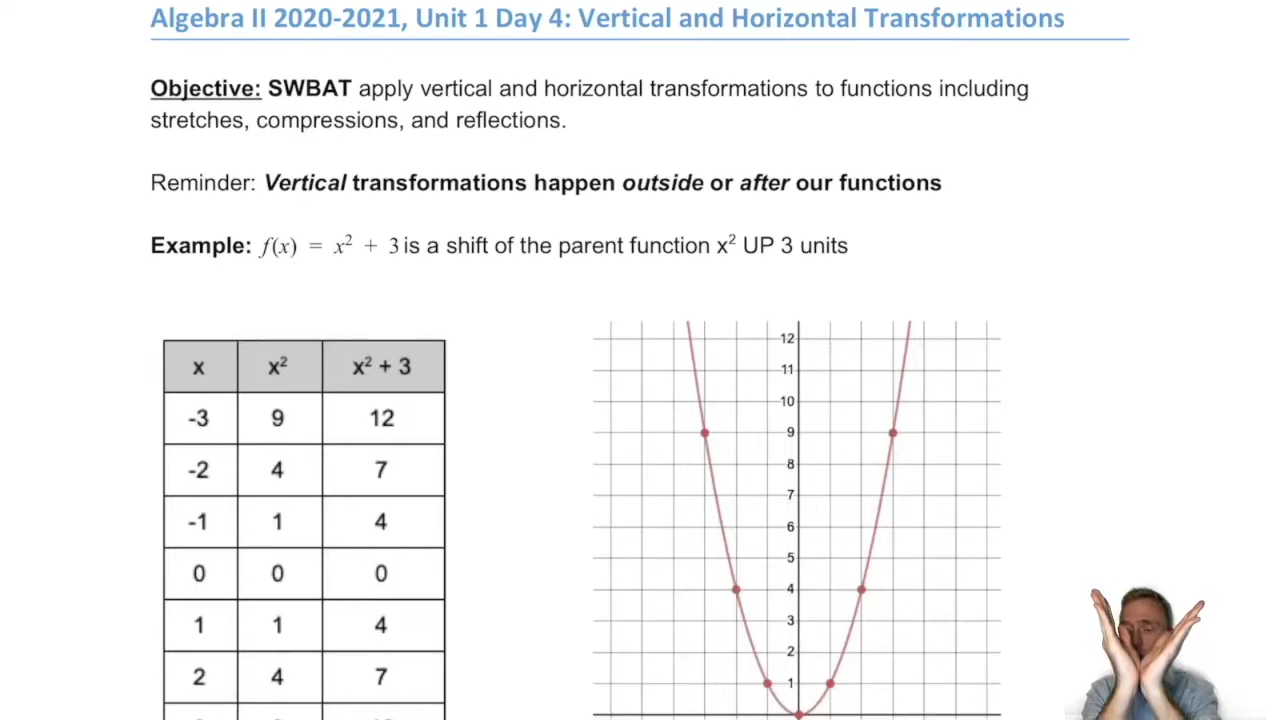 Algebra II 2020-2021, Unit 1 Day 4: Vertical and Horizontal Transformations
Objective: SWBAT apply vertical and horizontal transformations to functions including
stretches, compressions, and reflections.
Reminder: Vertical transformations happen outside or after our functions
Example: f(x) = x² + 3 is a shift of the parent function x² UP 3 units
x x² x² + 3
-3 9 12
-2 4 7
-1 1 4
0 0 0
1 1 4
2 4 7
12
11
10
9
8
7
6
5
4
3
2
1